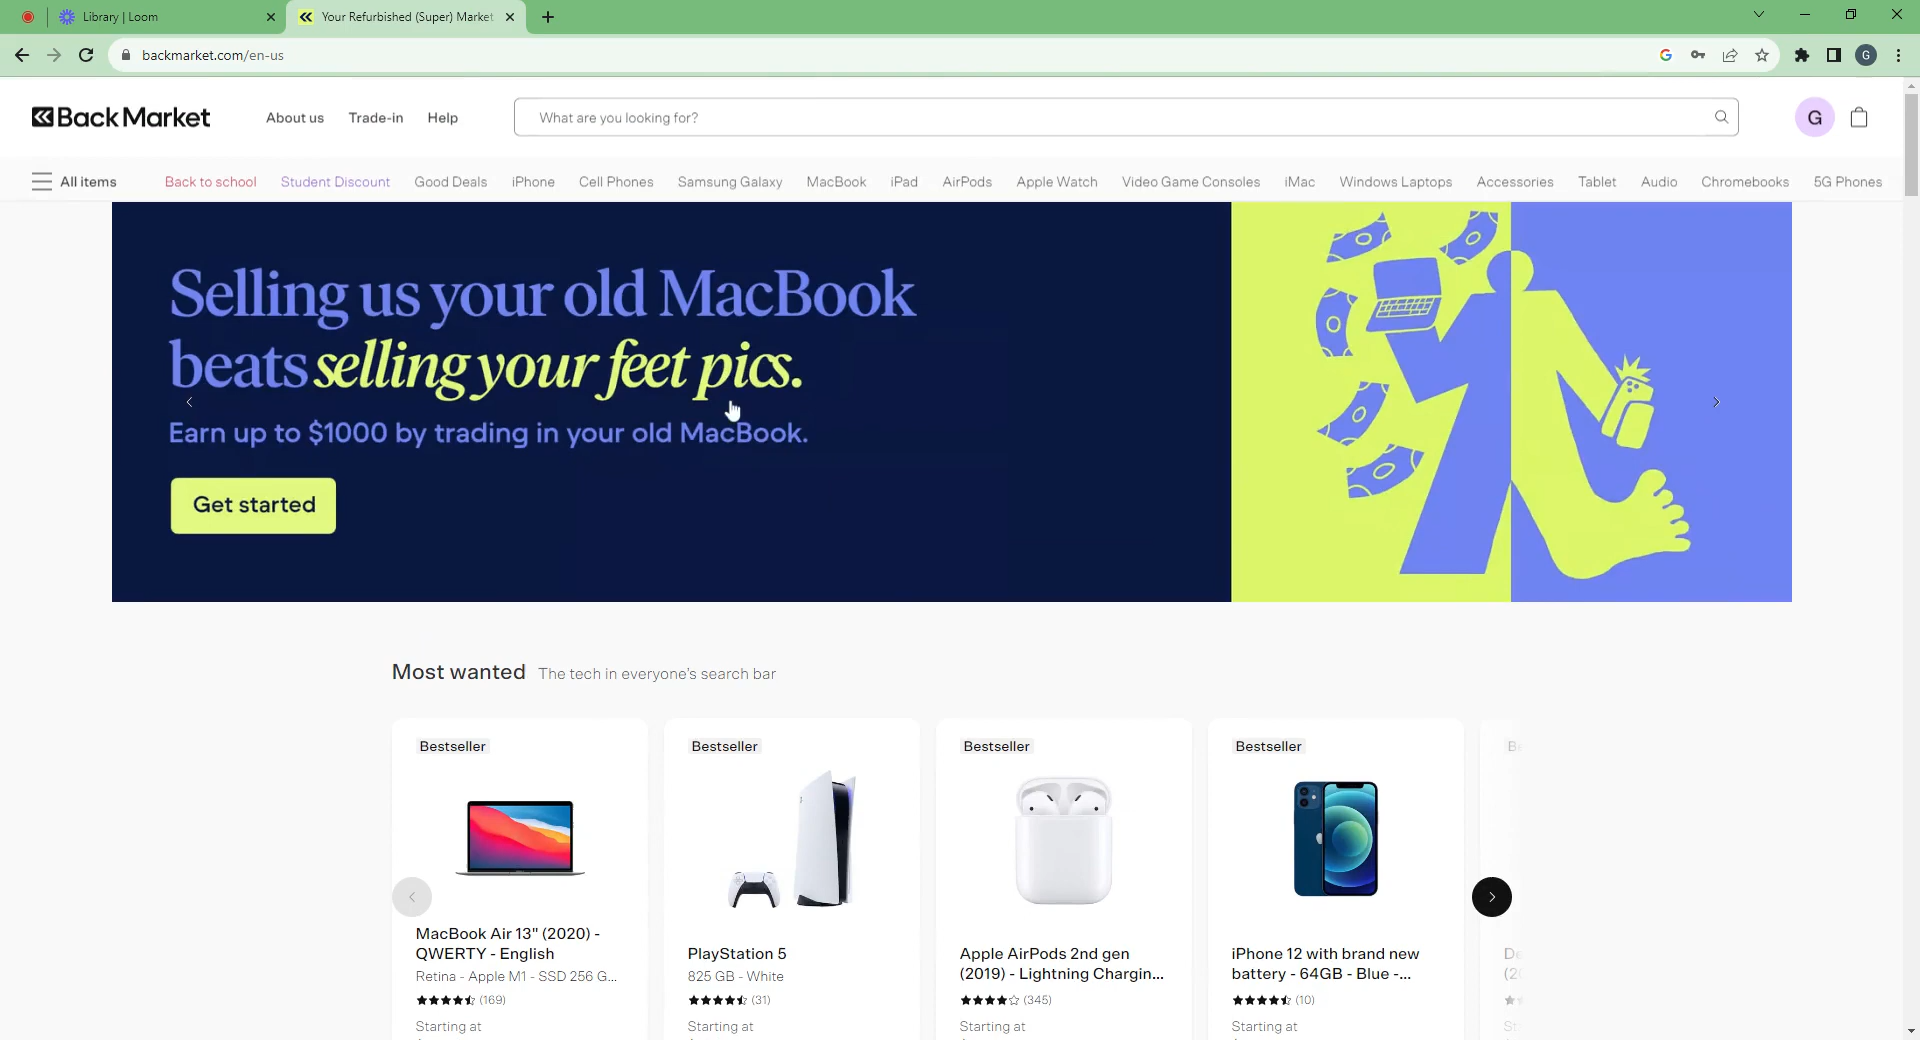 Library | Loom
Your Refurbished (Super) Market
backmarket.com/en-us
G
Back Market
About us
Trade-in
Help
What are you looking for?
G
All items
Back to school
Student Discount
Good Deals
iPhone
Cell Phones
Samsung Galaxy
MacBook
iPad
AirPods
Apple Watch
Video Game Consoles
iMac
Windows Laptops
Accessories
Tablet
Audio
Chromebooks
5G Phones
Selling us your old MacBook
beats selling your feet pics.
Earn up to $1000 by trading in your old MacBook.
Get started
Most wanted
The tech in everyone's search bar
Bestseller
Bestseller
Bestseller
Bestseller
MacBook Air 13" (2020) -
QWERTY - English
Retina - Apple M1 - SSD 256 G...
(169)
Starting at
PlayStation 5
825 GB - White
(31)
Starting at
Apple AirPods 2nd gen
(2019) - Lightning Chargin...
(345)
Starting at
iPhone 12 with brand new
battery - 64GB - Blue -...
(10)
Starting at